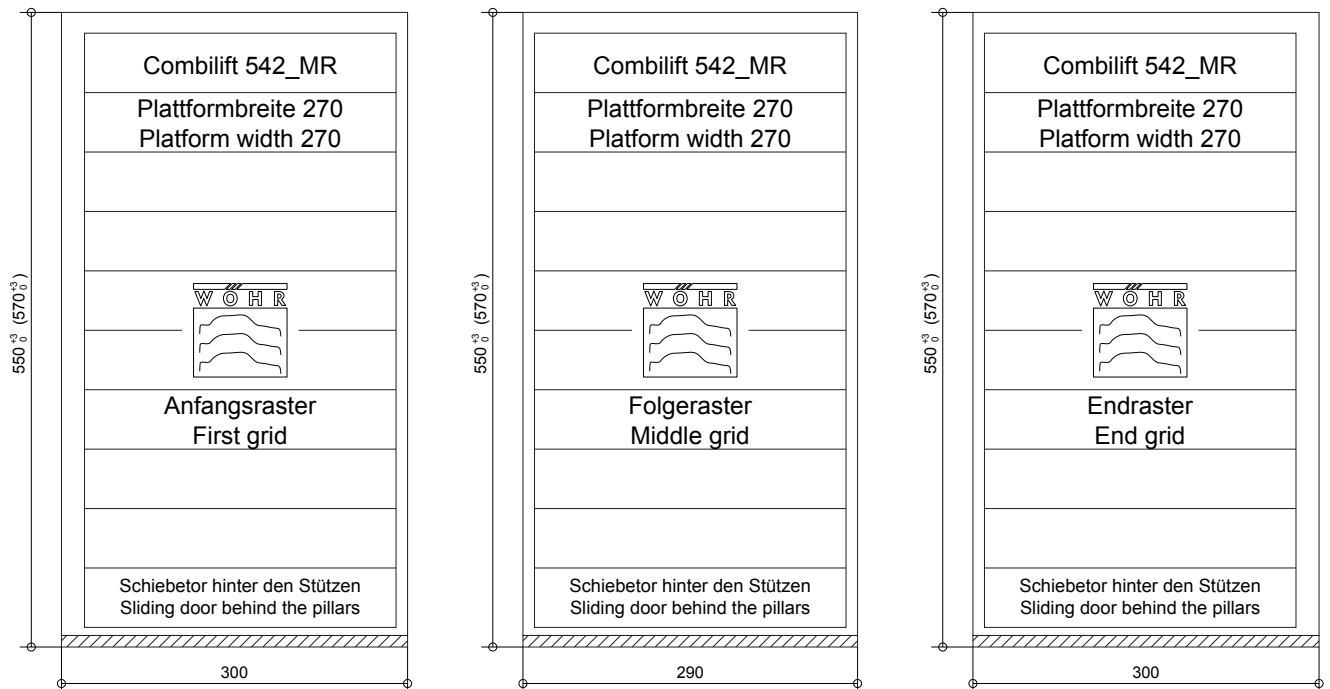 Combilift 542_MR
Plattformbreite 270
Platform width 270
WÖHR
Anfangsraster
First grid
Schiebetor hinter den Stützen
Sliding door behind the pillars
550 +3 0 (570 +3 0)
300
Combilift 542_MR
Plattformbreite 270
Platform width 270
WÖHR
Folgeraster
Middle grid
Schiebetor hinter den Stützen
Sliding door behind the pillars
550 +3 0 (570 +3 0)
290
Combilift 542_MR
Plattformbreite 270
Platform width 270
WÖHR
Endraster
End grid
Schiebetor hinter den Stützen
Sliding door behind the pillars
550 +3 0 (570 +3 0)
300